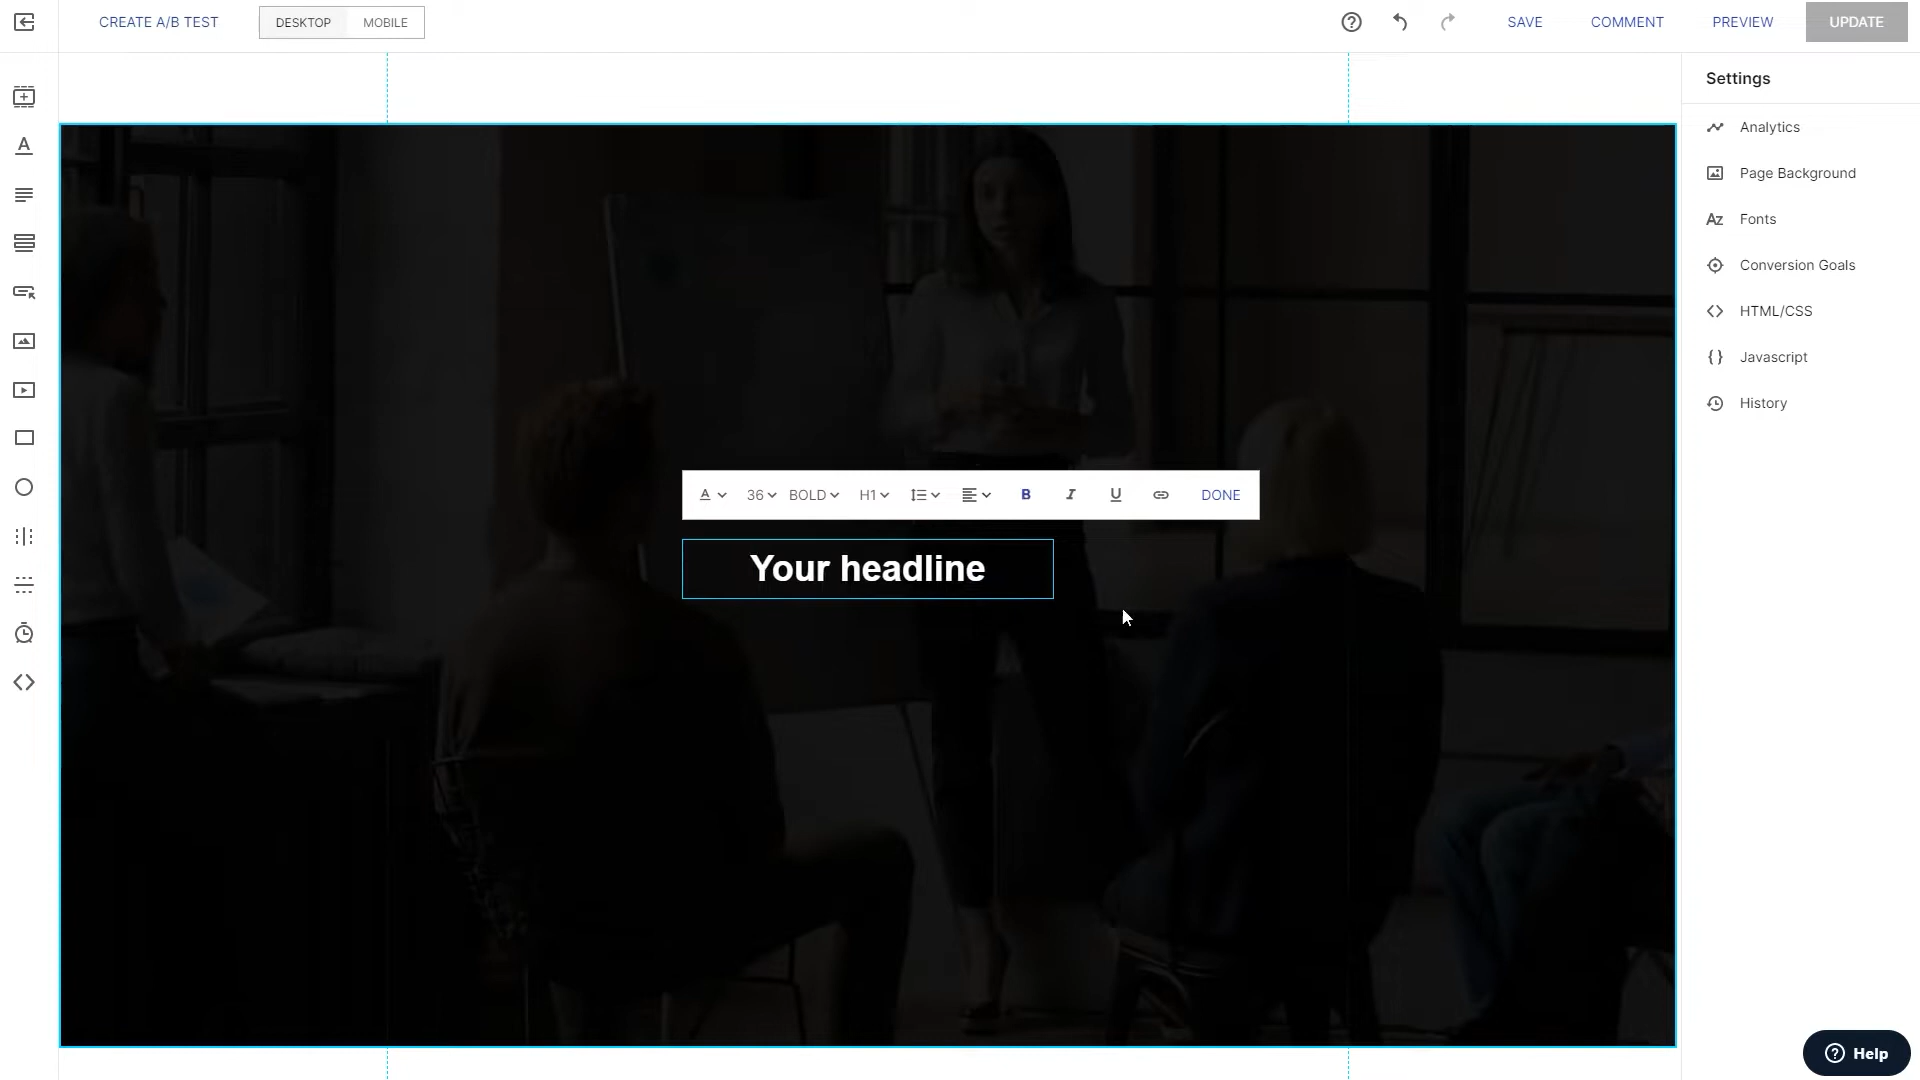 CREATE A/B TEST
DESKTOP
MOBILE
SAVE
COMMENT
PREVIEW
UPDATE
Settings
Analytics
Page Background
Fonts
Conversion Goals
HTML/CSS
Javascript
History
A 36 BOLD H1 B I U DONE
Your headline
Help